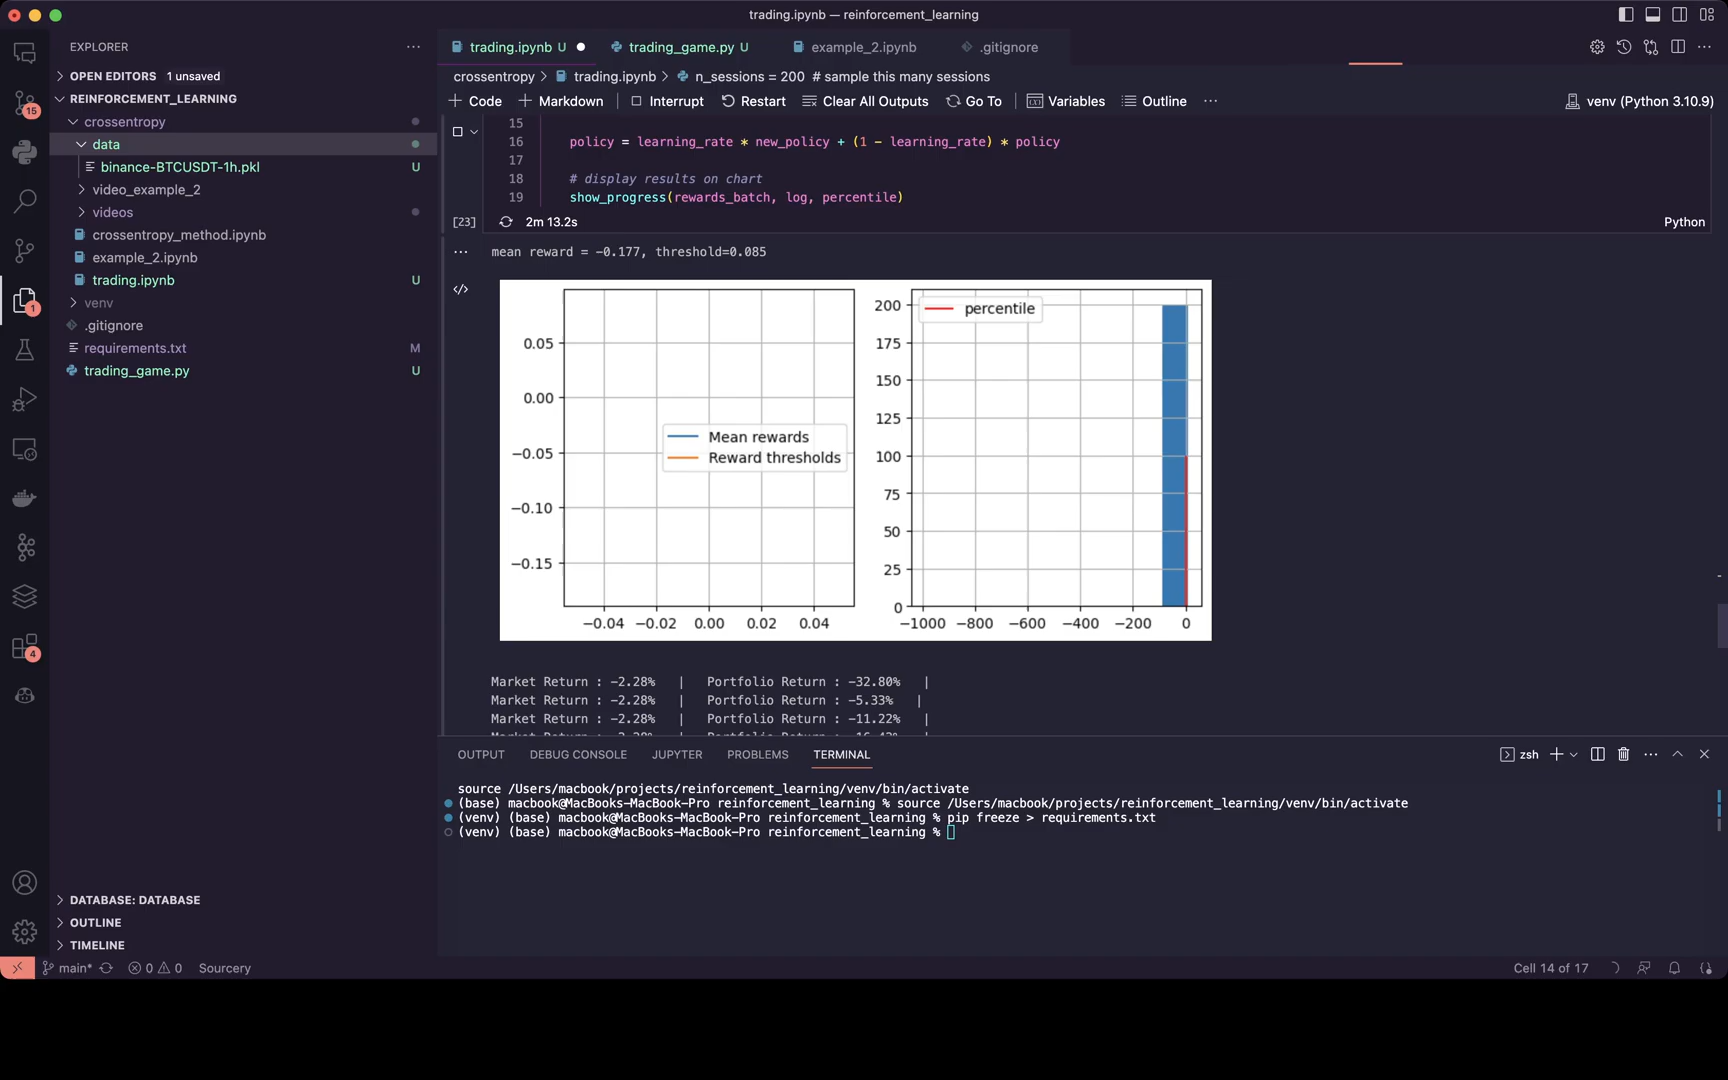 trading.ipynb — reinforcement_learning
EXPLORER
OPEN EDITORS 1 unsaved
REINFORCEMENT_LEARNING
crossentropy
data
binance-BTCUSDT-1h.pkl U
video_example_2
videos
crossentropy_method.ipynb
example_2.ipynb
trading.ipynb U
venv
.gitignore
requirements.txt M
trading_game.py U
DATABASE: DATABASE
OUTLINE
TIMELINE
15
1
4
trading.ipynb U
trading_game.py U
example_2.ipynb
.gitignore
crossentropy > trading.ipynb > n_sessions = 200 # sample this many sessions
+ Code + Markdown Interrupt Restart Clear All Outputs Go To Variables Outline ...
venv (Python 3.10.9)
15
16 policy = learning_rate * new_policy + (1 - learning_rate) * policy
17
18 # display results on chart
19 show_progress(rewards_batch, log, percentile)
[23] 2m 13.2s Python
mean reward = -0.177, threshold=0.085
0.05
0.00
−0.05
−0.10
−0.15
Mean rewards
Reward thresholds
−0.04 −0.02 0.00 0.02 0.04
percentile
200
175
150
125
100
75
50
25
0
−1000 −800 −600 −400 −200 0
Market Return : -2.28% | Portfolio Return : -32.80% |
Market Return : -2.28% | Portfolio Return : -5.33% |
Market Return : -2.28% | Portfolio Return : -11.22% |
OUTPUT DEBUG CONSOLE JUPYTER PROBLEMS TERMINAL
zsh
source /Users/macbook/projects/reinforcement_learning/venv/bin/activate
(base) macbook@MacBooks-MacBook-Pro reinforcement_learning % source /Users/macbook/projects/reinforcement_learning/venv/bin/activate
(venv) (base) macbook@MacBooks-MacBook-Pro reinforcement_learning % pip freeze > requirements.txt
(venv) (base) macbook@MacBooks-MacBook-Pro reinforcement_learning %
main* 0 0 Sourcery
Cell 14 of 17